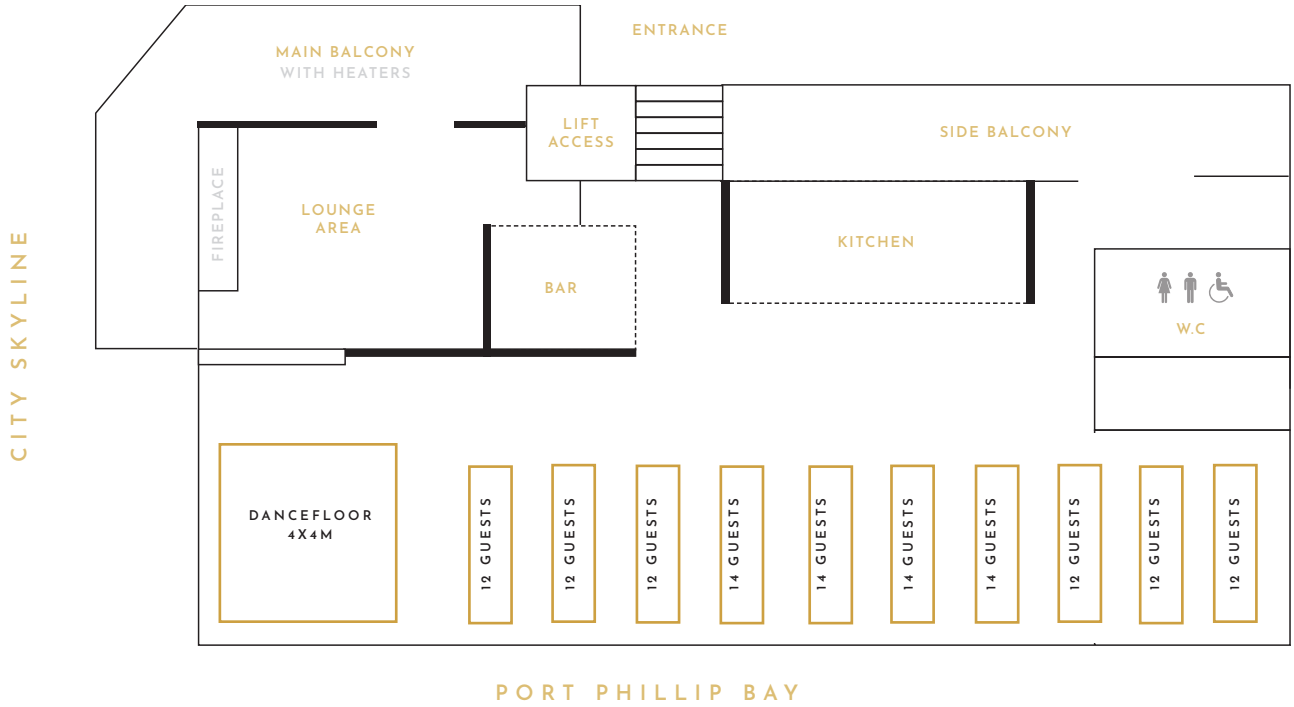 ENTRANCE
MAIN BALCONY
WITH HEATERS
LIFT
ACCESS
SIDE BALCONY
FIREPLACE
LOUNGE
AREA
KITCHEN
BAR
W.C
CITY SKYLINE
DANCEFLOOR
4X4M
12 GUESTS
12 GUESTS
12 GUESTS
14 GUESTS
14 GUESTS
14 GUESTS
14 GUESTS
12 GUESTS
12 GUESTS
12 GUESTS
PORT PHILLIP BAY